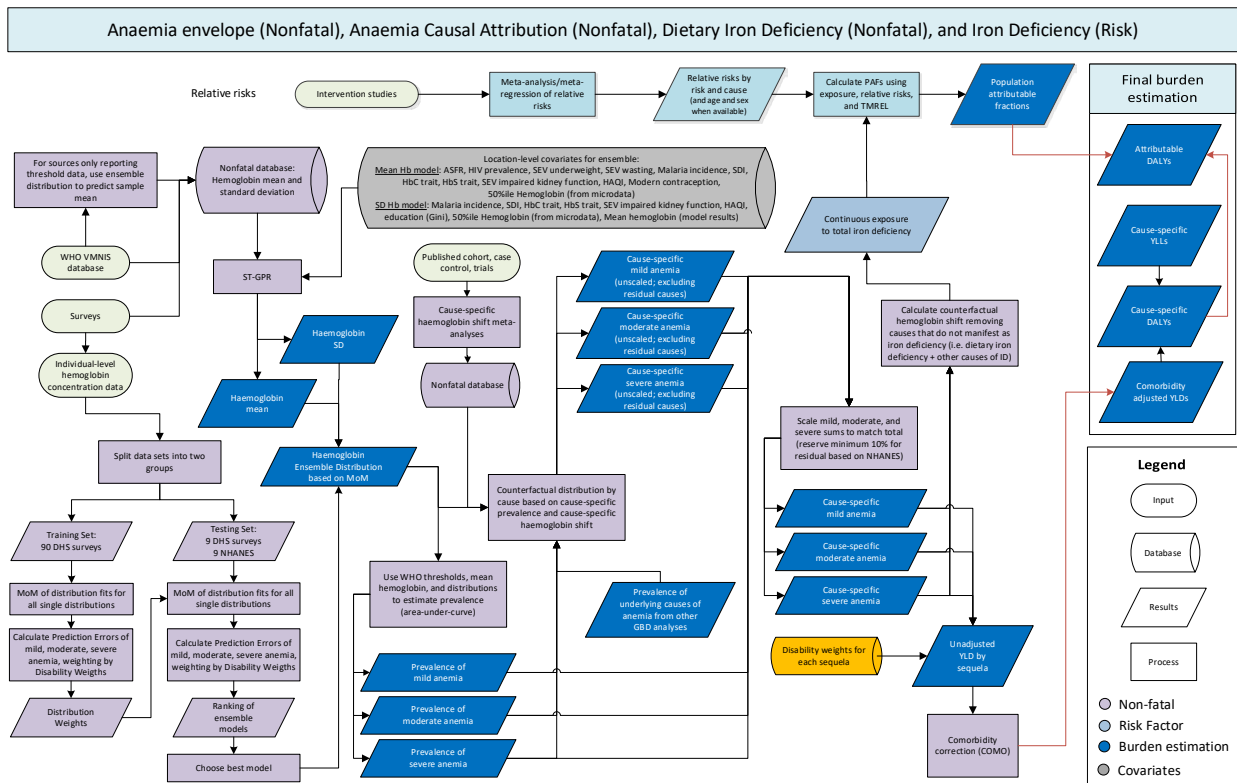 Anaemia envelope (Nonfatal), Anaemia Causal Attribution (Nonfatal), Dietary Iron Deficiency (Nonfatal), and Iron Deficiency (Risk)
Relative risks
Intervention studies
Meta-analysis/meta-
regression of relative
risks
Relative risks by
risk and cause
(and age and sex
when available)
Calculate PAFs using
exposure, relative risks,
and TMREL
Population
attributable
fractions
Final burden
estimation
Attributable
DALYs
Cause-specific
YLLs
Cause-specific
DALYs
Comorbidity
adjusted YLDs
For sources only reporting
threshold data, use
ensemble distribution to
predict sample
mean
Nonfatal database:
Hemoglobin mean and
standard deviation
Location-level covariates for ensemble:
Mean Hb model: ASFR, HIV prevalence, SEV underweight, SEV wasting, Malaria incidence, SDI,
HbC trait, HbS trait, SEV impaired kidney function, HAQI, Modern contraception,
50%ile Hemoglobin (from microdata)
SD Hb model: Malaria incidence, SDI, HbC trait, HbS trait, SEV impaired kidney function, HAQI,
education (Gini), 50%ile Hemoglobin (from microdata), Mean hemoglobin (model results)
Continuous exposure
to total iron deficiency
WHO VMNIS
database
ST-GPR
Published cohort, case
control, trials
Cause-specific
mild anemia
(unscaled; excluding
residual causes)
Surveys
Cause-specific
haemoglobin shift meta-
analyses
Cause-specific
moderate anemia
(unscaled; excluding
residual causes)
Calculate counterfactual
hemoglobin shift removing
causes that do not manifest as
iron deficiency (i.e. dietary iron
deficiency + other causes of ID)
Haemoglobin
SD
Individual-level
hemoglobin
concentration data
Nonfatal database
Cause-specific
severe anemia
(unscaled; excluding
residual causes)
Haemoglobin
mean
Scale mild, moderate, and
severe sums to match total
(reserve minimum 10% for
residual based on NHANES)
Split data sets into two
groups
Haemoglobin
Ensemble Distribution
based on MoM
Counterfactual distribution by
cause based on cause-specific
prevalence and cause-specific
haemoglobin shift
Cause-specific
mild anemia
Cause-specific
moderate anemia
Cause-specific
severe anemia
Training Set:
90 DHS surveys
Testing Set:
9 DHS surveys
9 NHANES
Use WHO thresholds, mean
hemoglobin, and distributions
to estimate prevalence
(area-under-curve)
Prevalence of
underlying causes of
anemia from other
GBD analyses
MoM of distribution fits for
all single distributions
MoM of distribution fits for all
single distributions
Calculate Prediction Errors of
mild, moderate, severe
anemia, weighting by
Disability Weigths
Calculate Prediction Errors of
mild, moderate, severe anemia,
weighting by Disability Weigths
Disability weights for
each sequela
Unadjusted
YLD by
sequela
Prevalence of
mild anemia
Distribution
Weights
Ranking of
ensemble
models
Prevalence of
moderate anemia
Comorbidity
correction (COMO)
Choose best model
Prevalence of
severe anemia
Legend
Input
Database
Results
Process
Non-fatal
Risk Factor
Burden estimation
Covariates